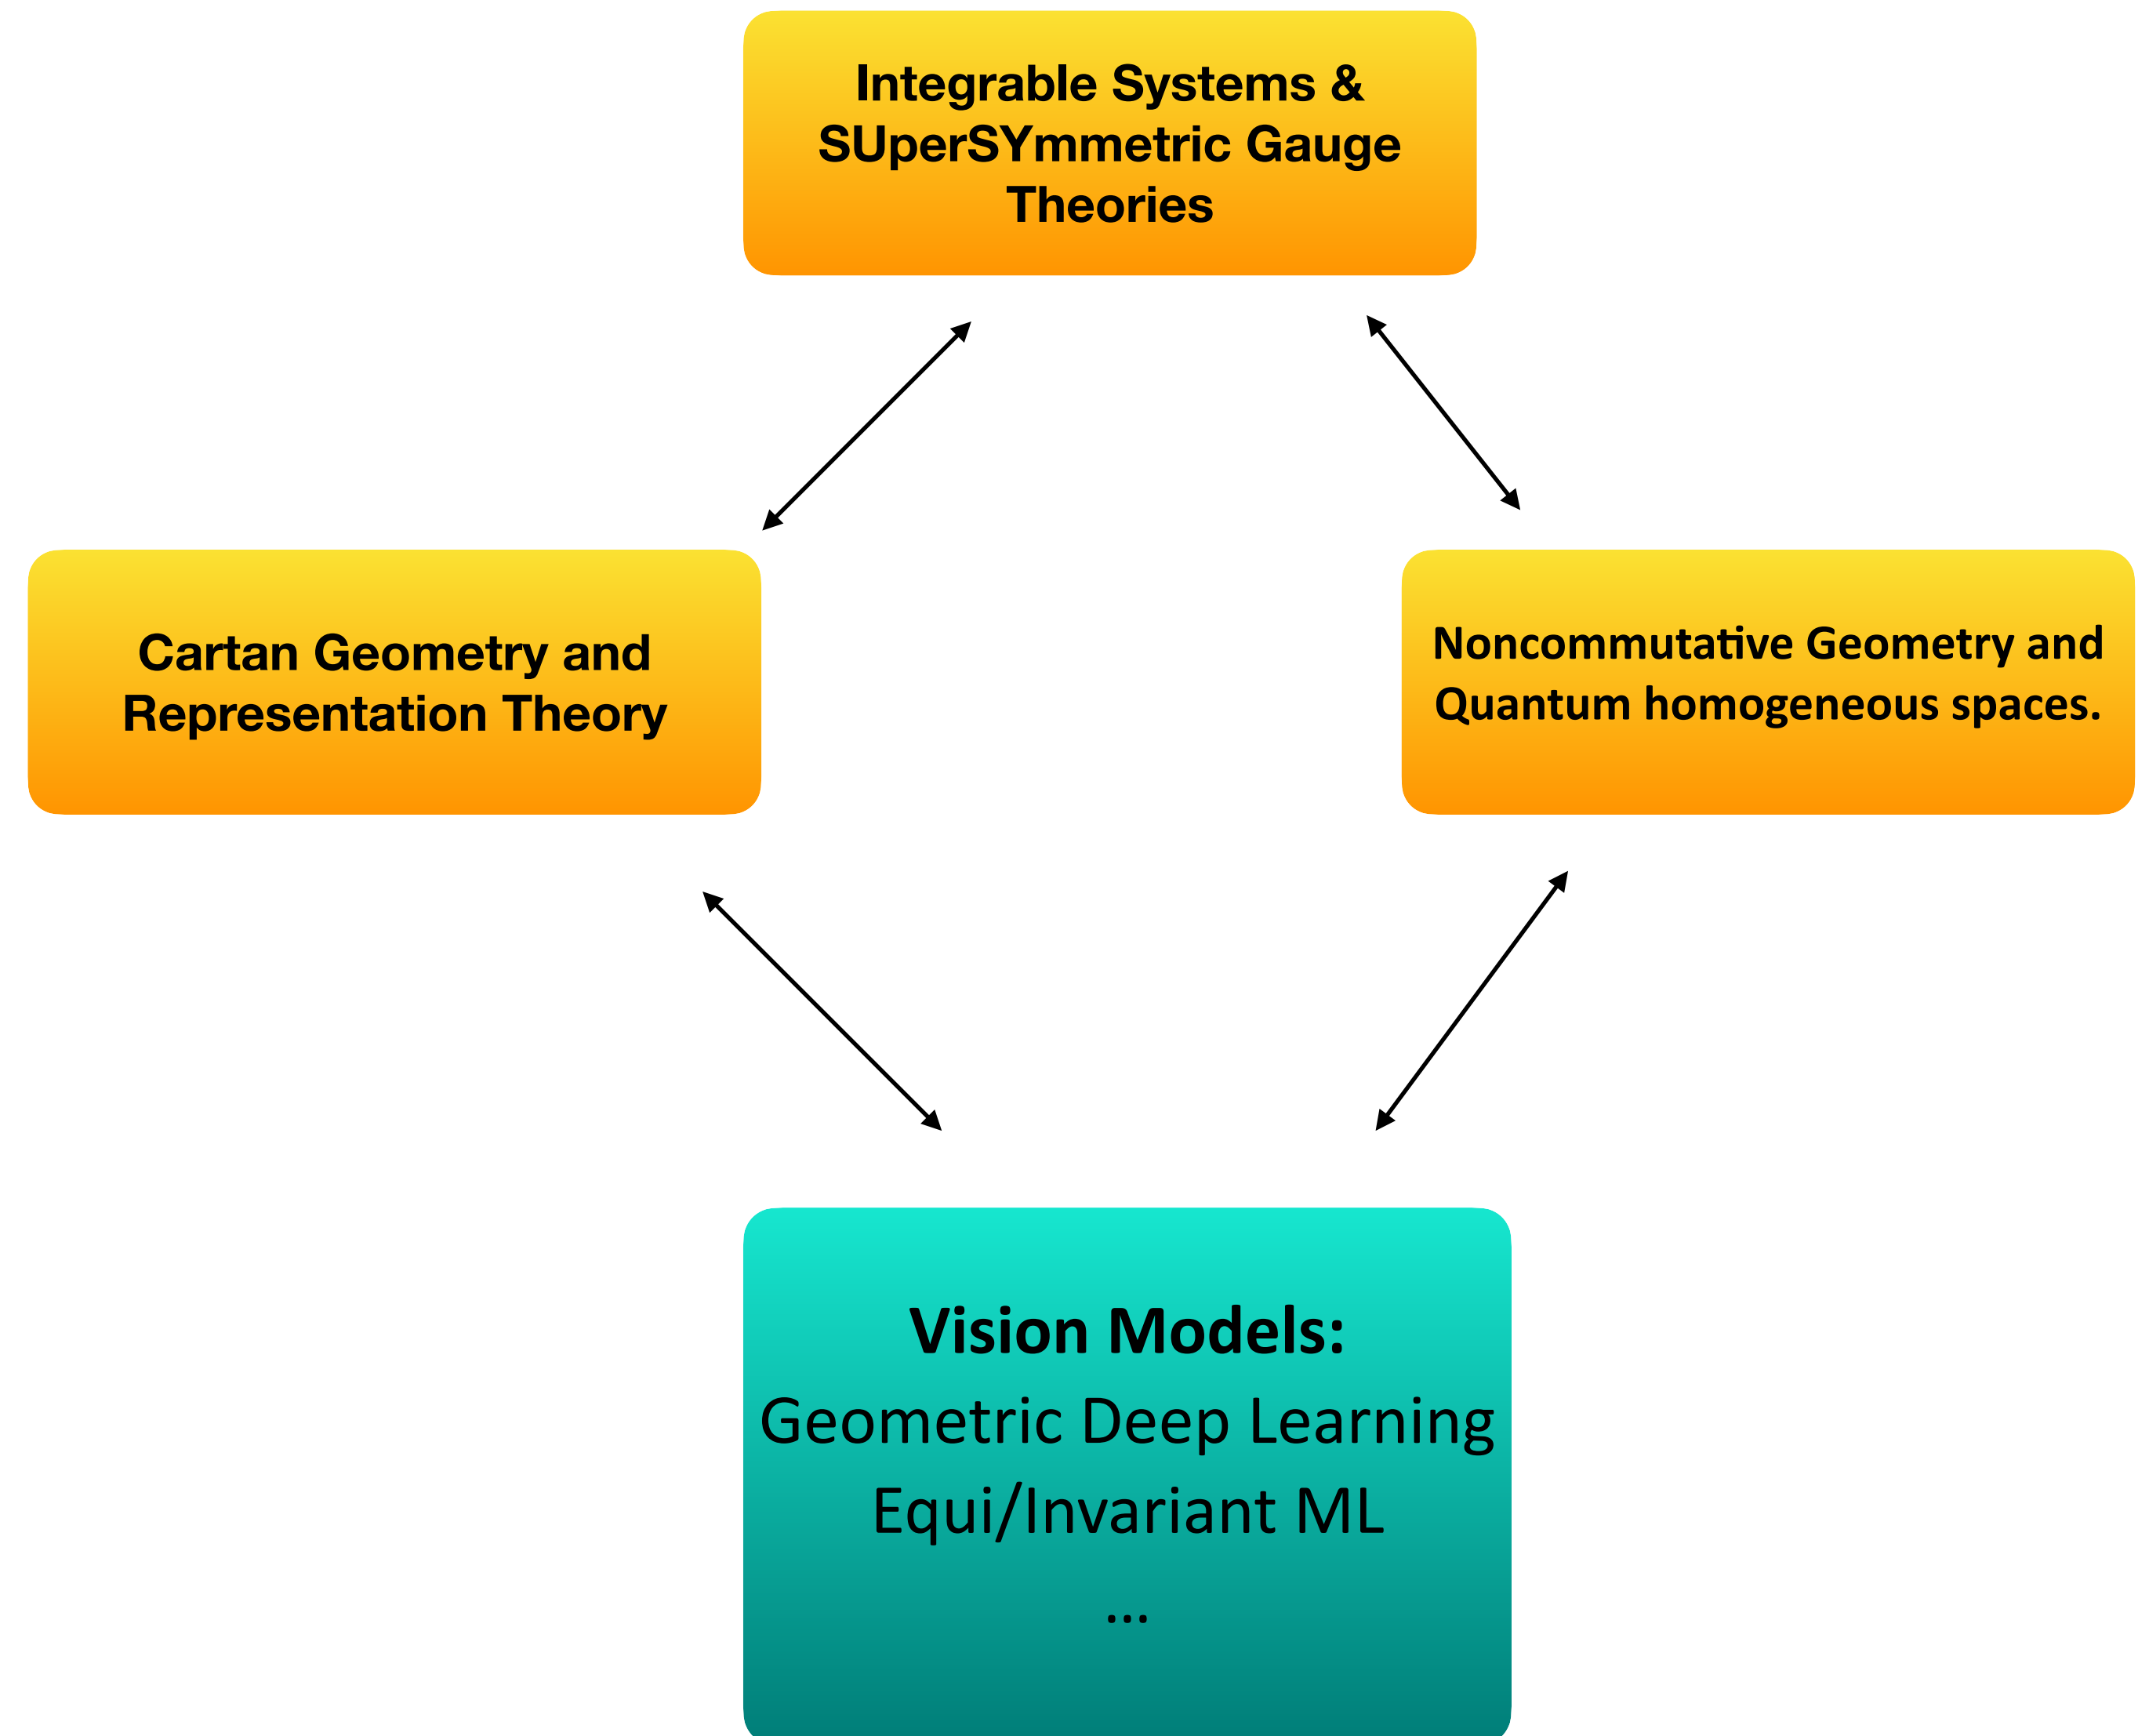 Integrable Systems &
SUperSYmmetric Gauge
Theories
Cartan Geometry and
Representation Theory
Noncommutative Geometry and
Quantum homogeneous spaces.
Vision Models:
Geometric Deep Learning
Equi/Invariant ML
...